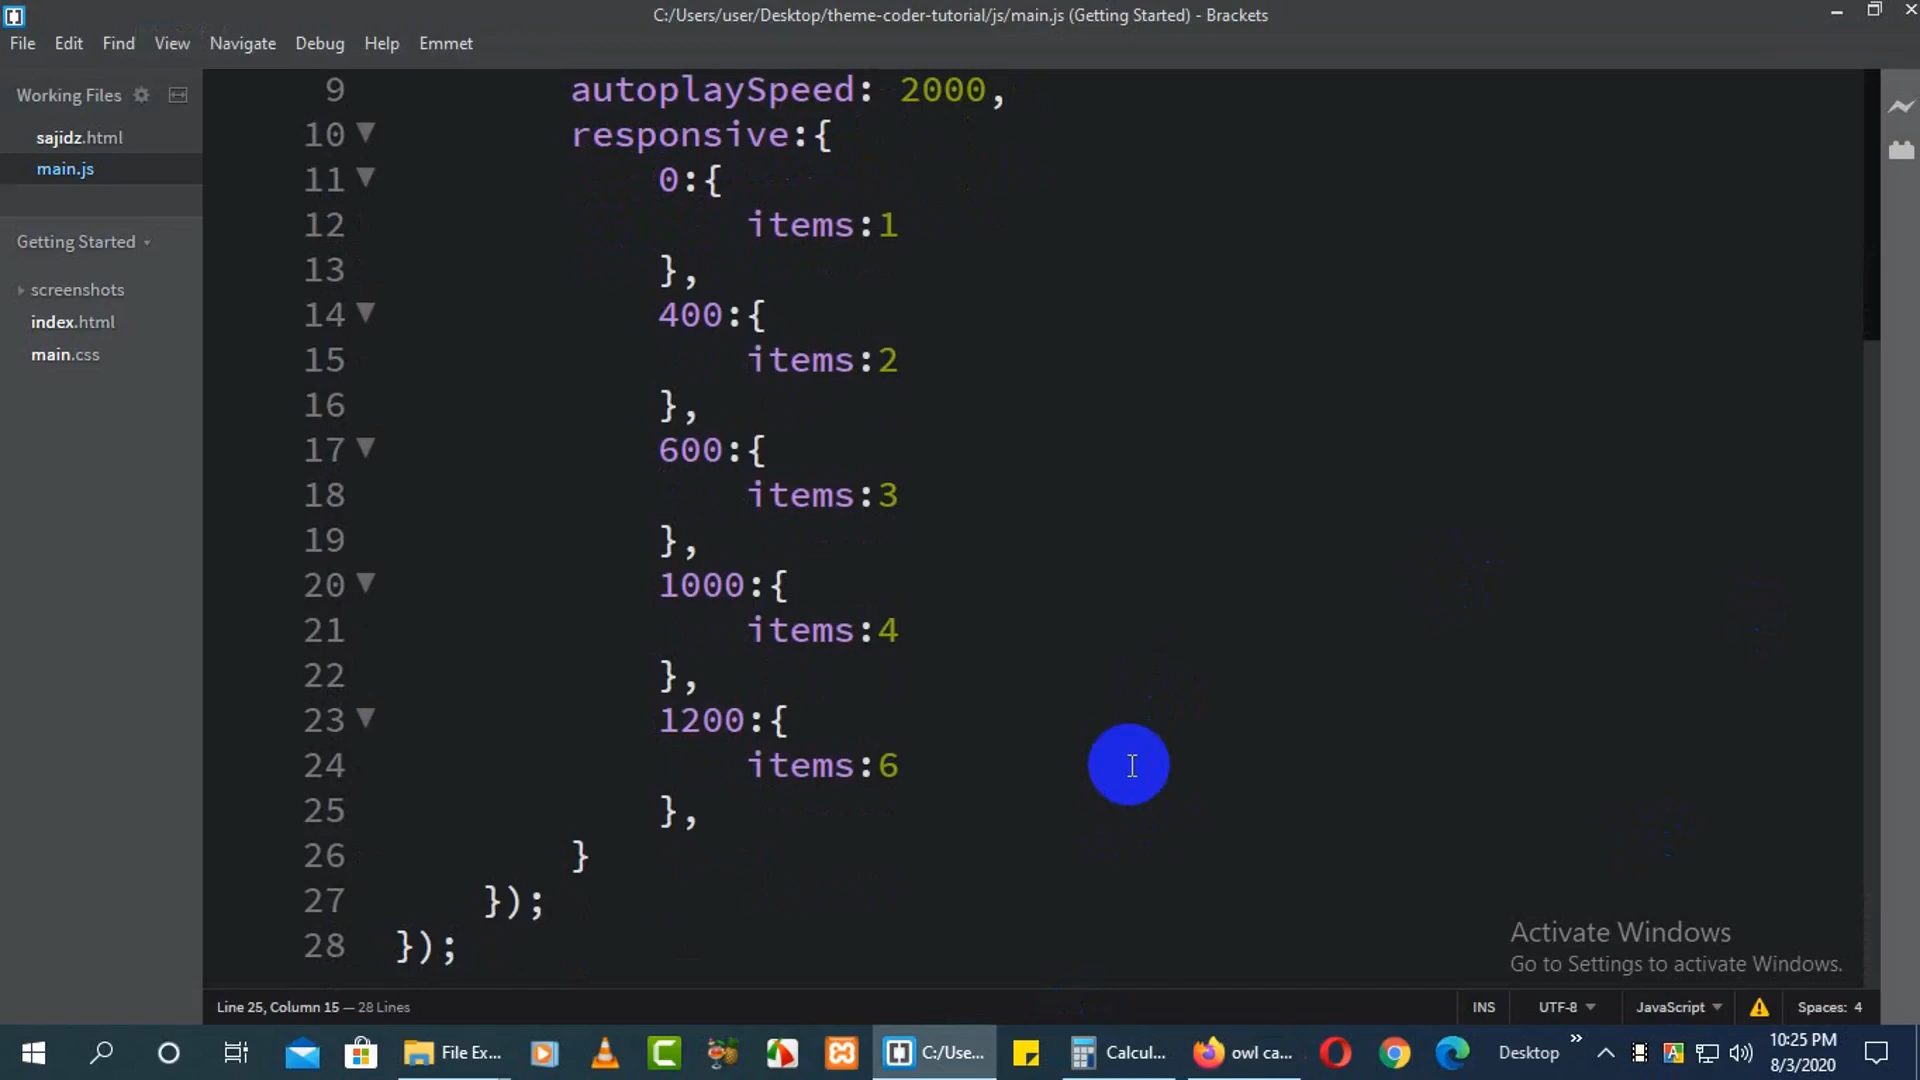 C:/Users/user/Desktop/theme-coder-tutorial/js/main.js (Getting Started) - Brackets
File Edit Find View Navigate Debug Help Emmet
Working Files
sajidz.html
main.js
Getting Started
screenshots
index.html
main.css
9 autoplaySpeed: 2000,
10 responsive:{
11 0:{
12 items:1
13 },
14 400:{
15 items:2
16 },
17 600:{
18 items:3
19 },
20 1000:{
21 items:4
22 },
23 1200:{
24 items:6
25 },
26 }
27 });
28 });
Activate Windows
Go to Settings to activate Windows.
Line 25, Column 15 — 28 Lines
INS UTF-8 JavaScript Spaces: 4
File Ex... C:/Use... Calcul... owl ca... Desktop
10:25 PM
8/3/2020